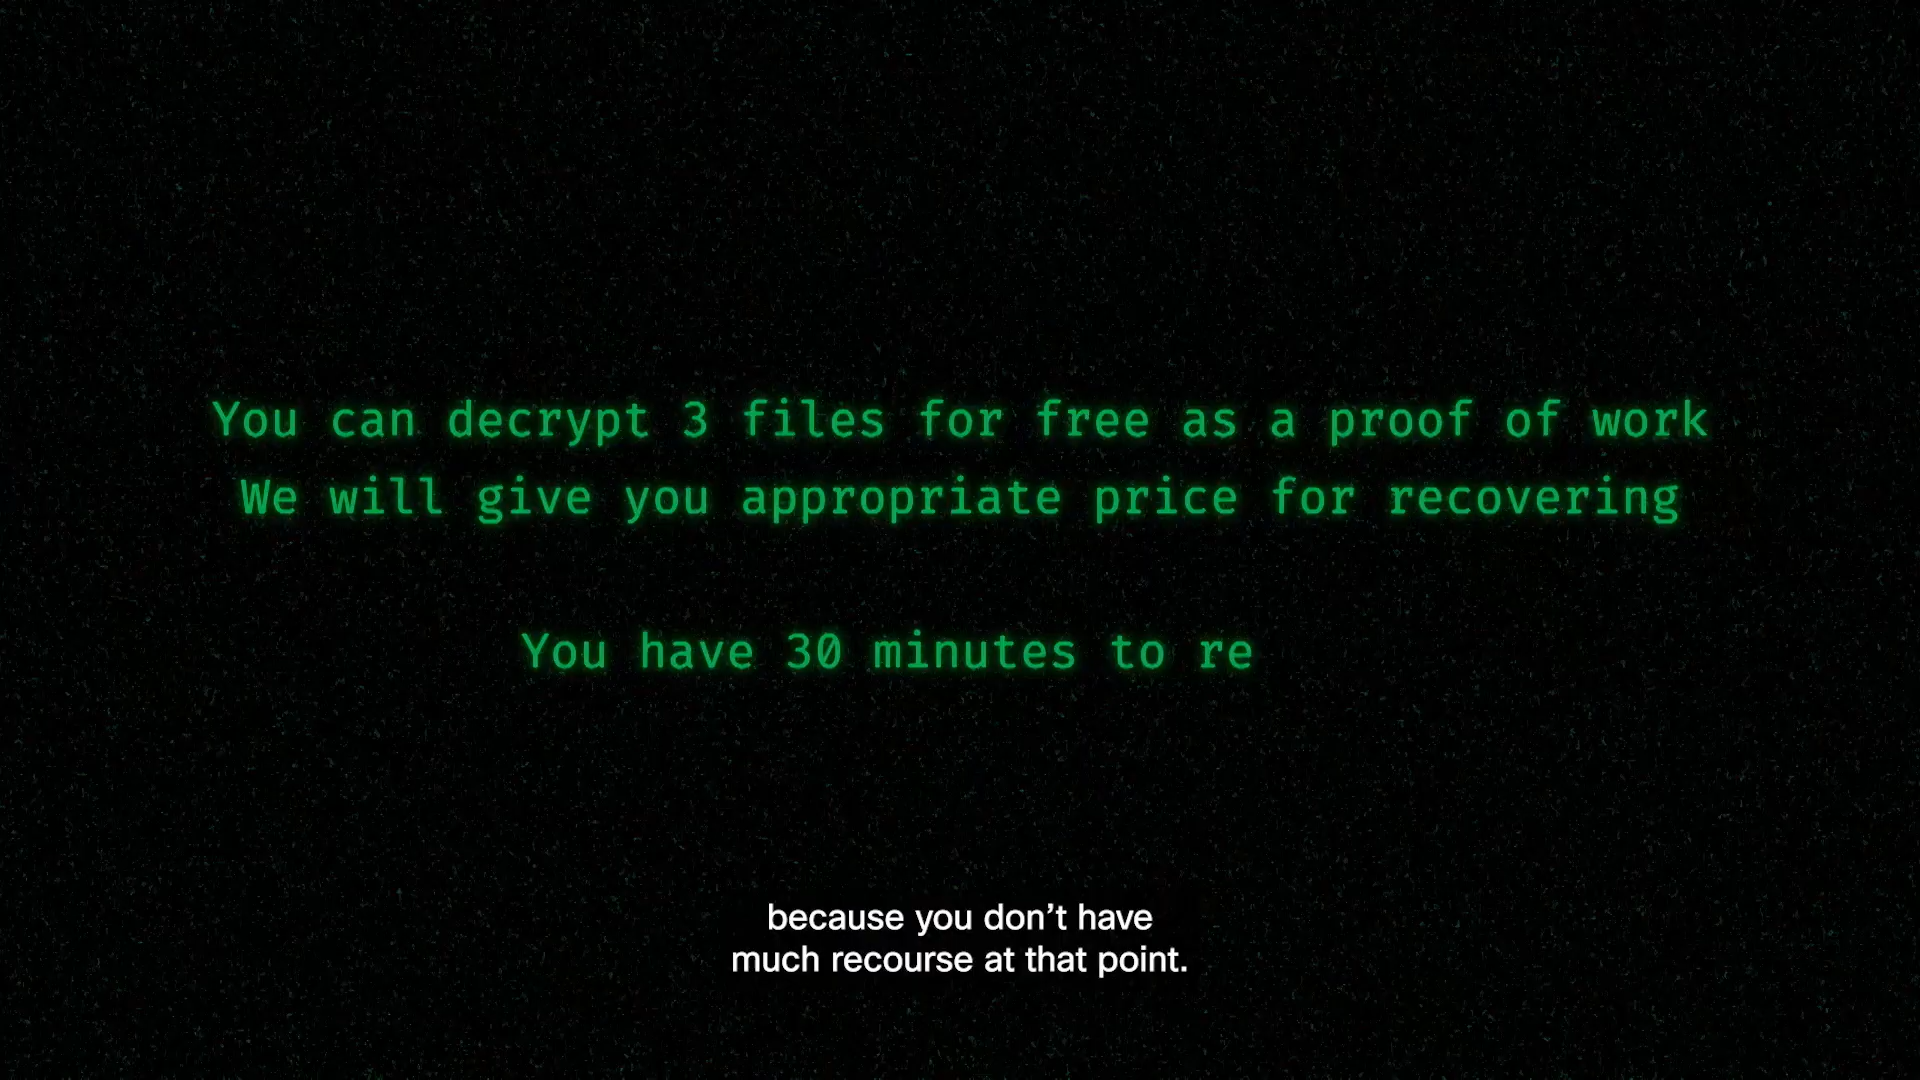 You can decrypt 3 files for free as a proof of work
We will give you appropriate price for recovering
You have 30 minutes to re
because you don’t have
much recourse at that point.